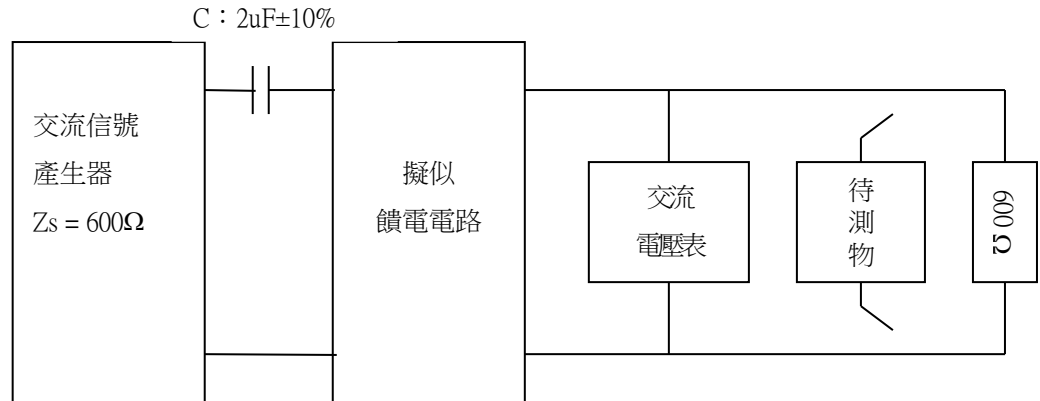 C：2uF±10%
交流信號
產生器
Zs = 600Ω
擬似
饋電電路
交流
電壓表
待
測
物
600 Ω